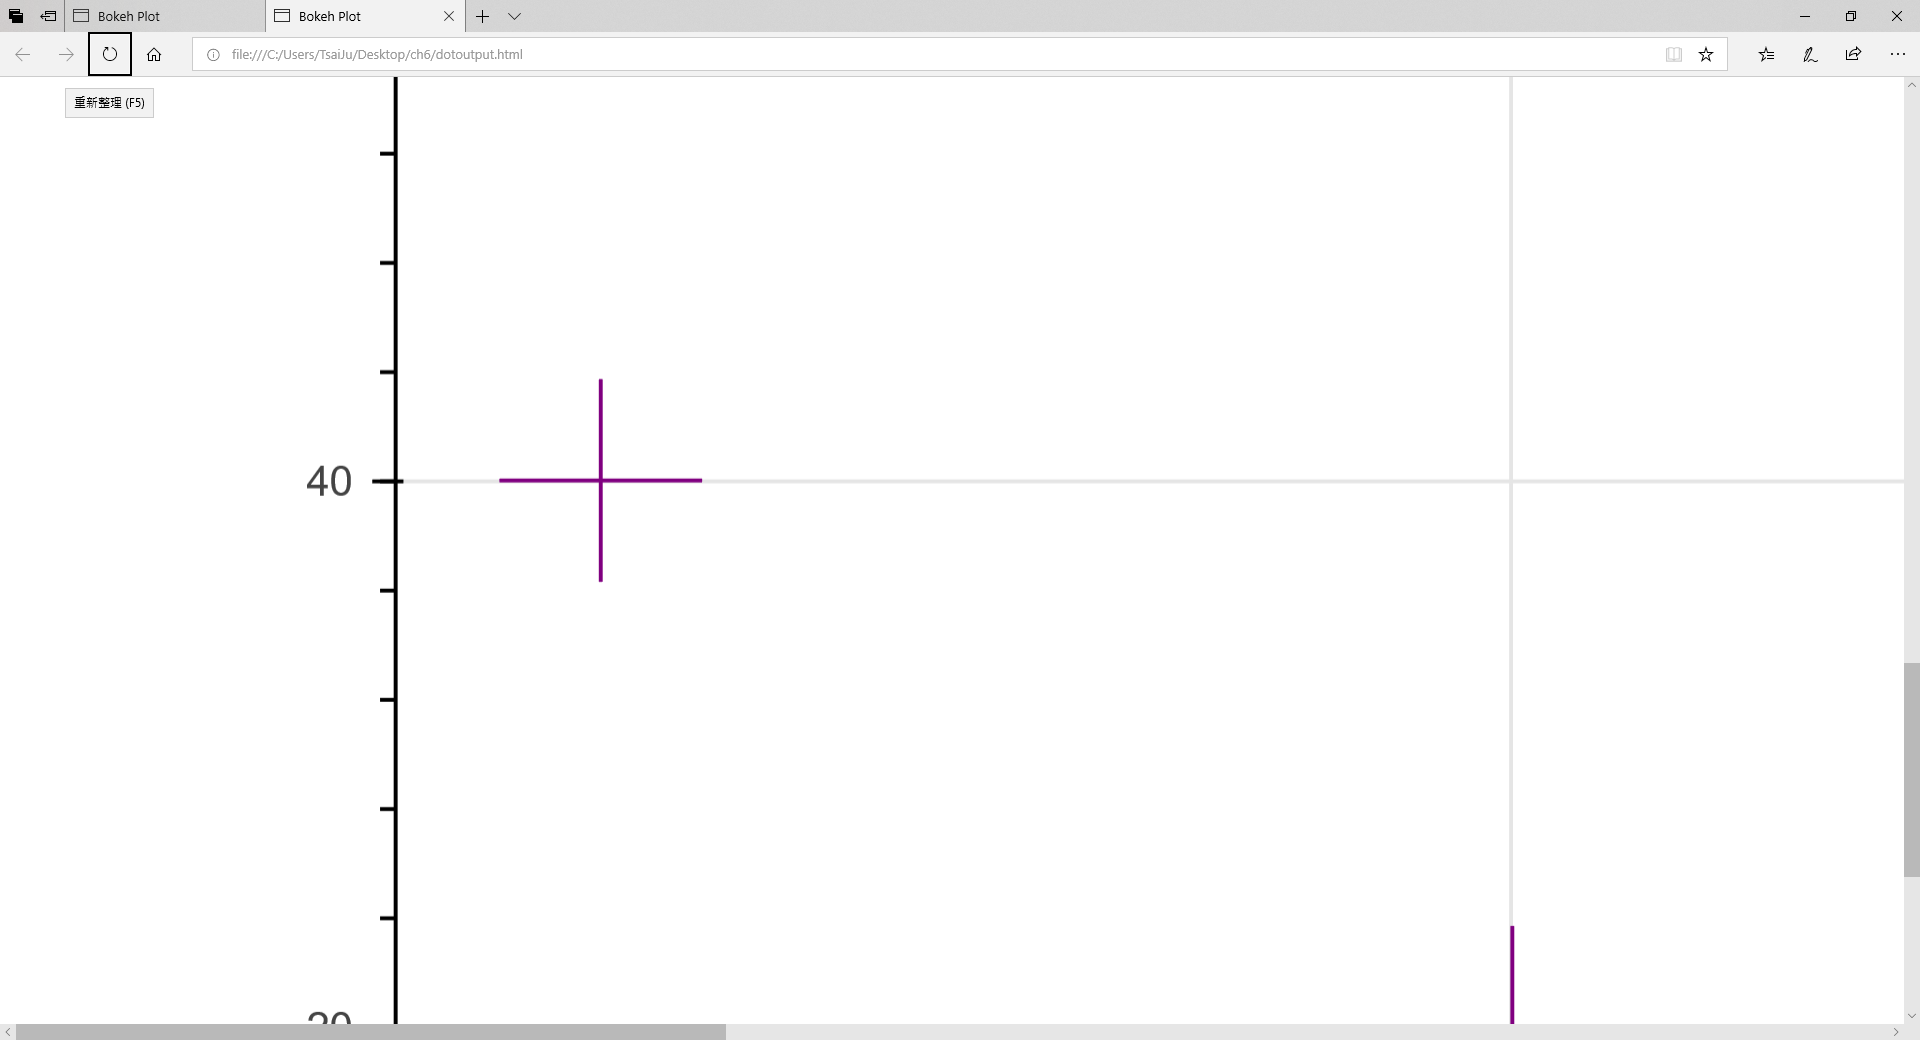 Bokeh Plot
Bokeh Plot
file:///C:/Users/TsaiJu/Desktop/ch6/dotoutput.html
重新整理 (F5)
40